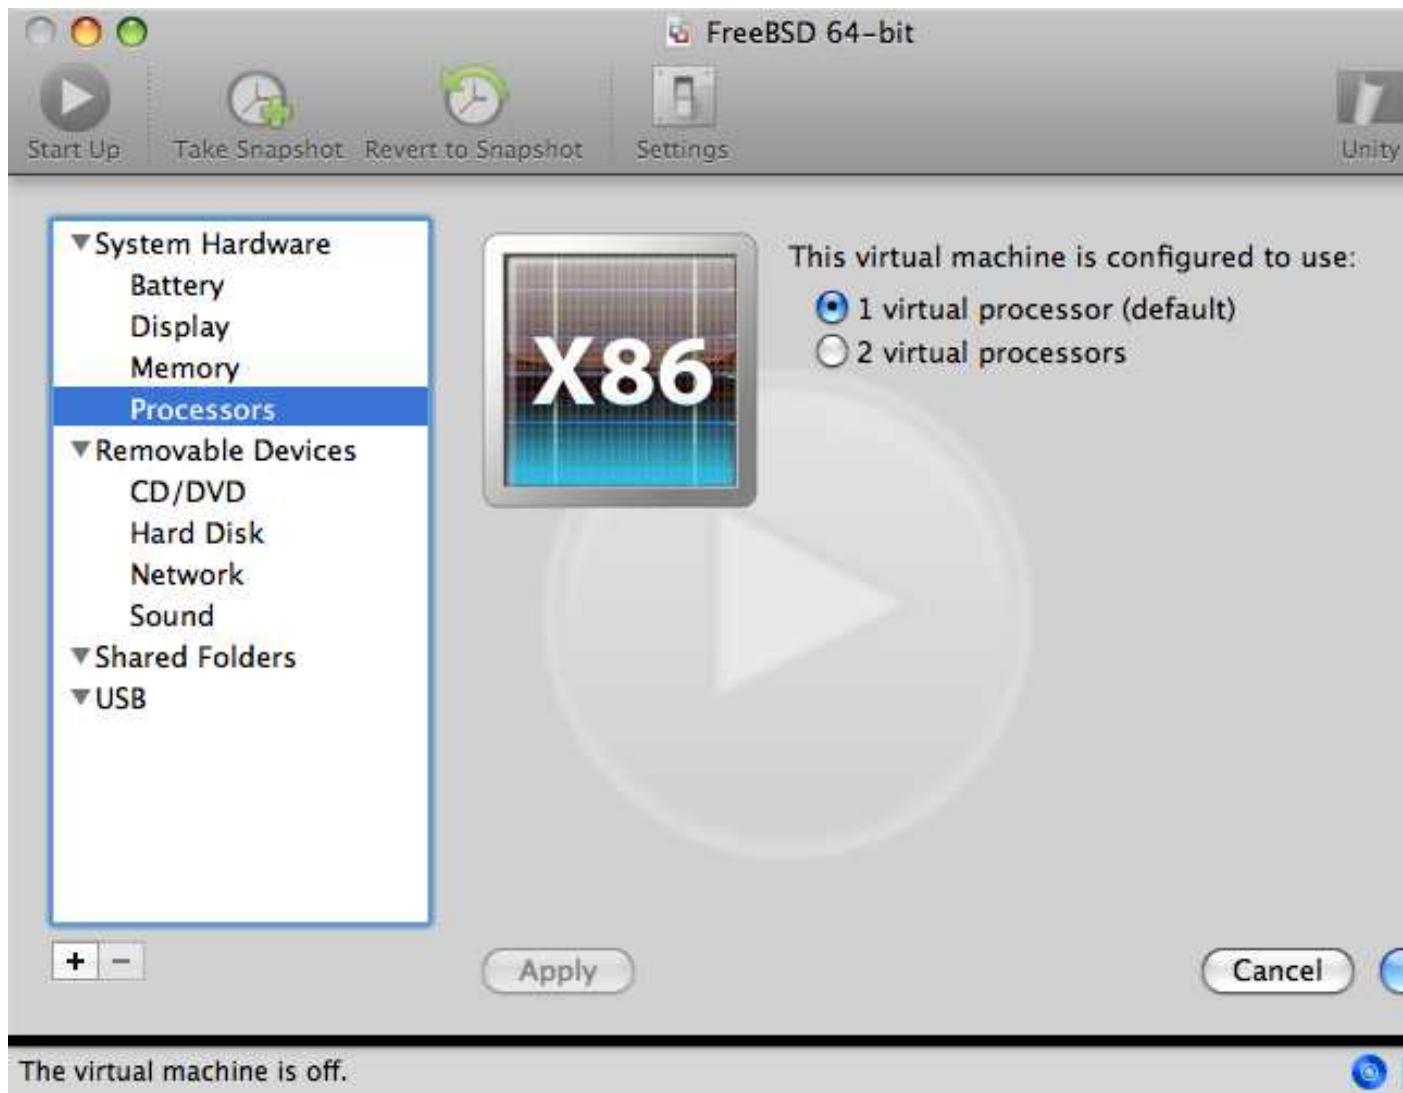 FreeBSD 64-bit
Start Up
Take Snapshot
Revert to Snapshot
Settings
Unity
System Hardware
Battery
Display
Memory
Processors
Removable Devices
CD/DVD
Hard Disk
Network
Sound
Shared Folders
USB
X86
This virtual machine is configured to use:
1 virtual processor (default)
2 virtual processors
+ −
Apply
Cancel
The virtual machine is off.